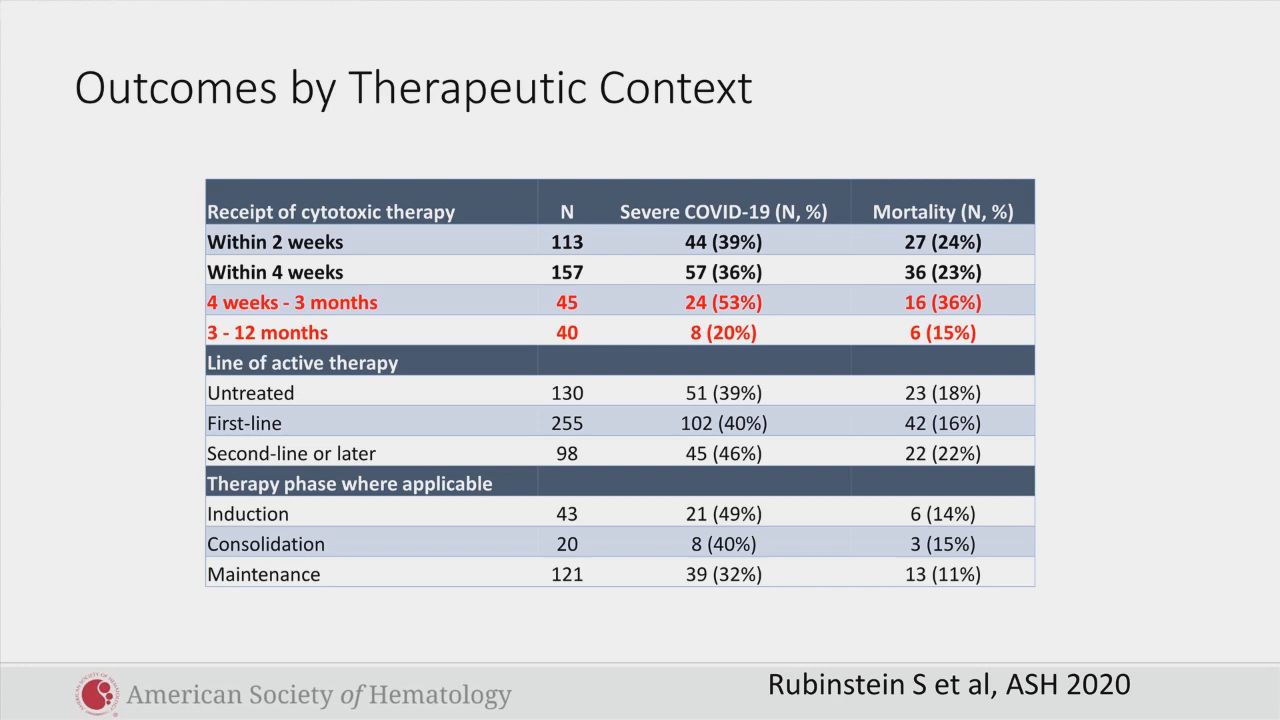 Outcomes by Therapeutic Context
Receipt of cytotoxic therapy N Severe COVID-19 (N, %) Mortality (N, %)
Within 2 weeks 113 44 (39%) 27 (24%)
Within 4 weeks 157 57 (36%) 36 (23%)
4 weeks - 3 months 45 24 (53%) 16 (36%)
3 - 12 months 40 8 (20%) 6 (15%)
Line of active therapy
Untreated 130 51 (39%) 23 (18%)
First-line 255 102 (40%) 42 (16%)
Second-line or later 98 45 (46%) 22 (22%)
Therapy phase where applicable
Induction 43 21 (49%) 6 (14%)
Consolidation 20 8 (40%) 3 (15%)
Maintenance 121 39 (32%) 13 (11%)
American Society of Hematology
Rubinstein S et al, ASH 2020